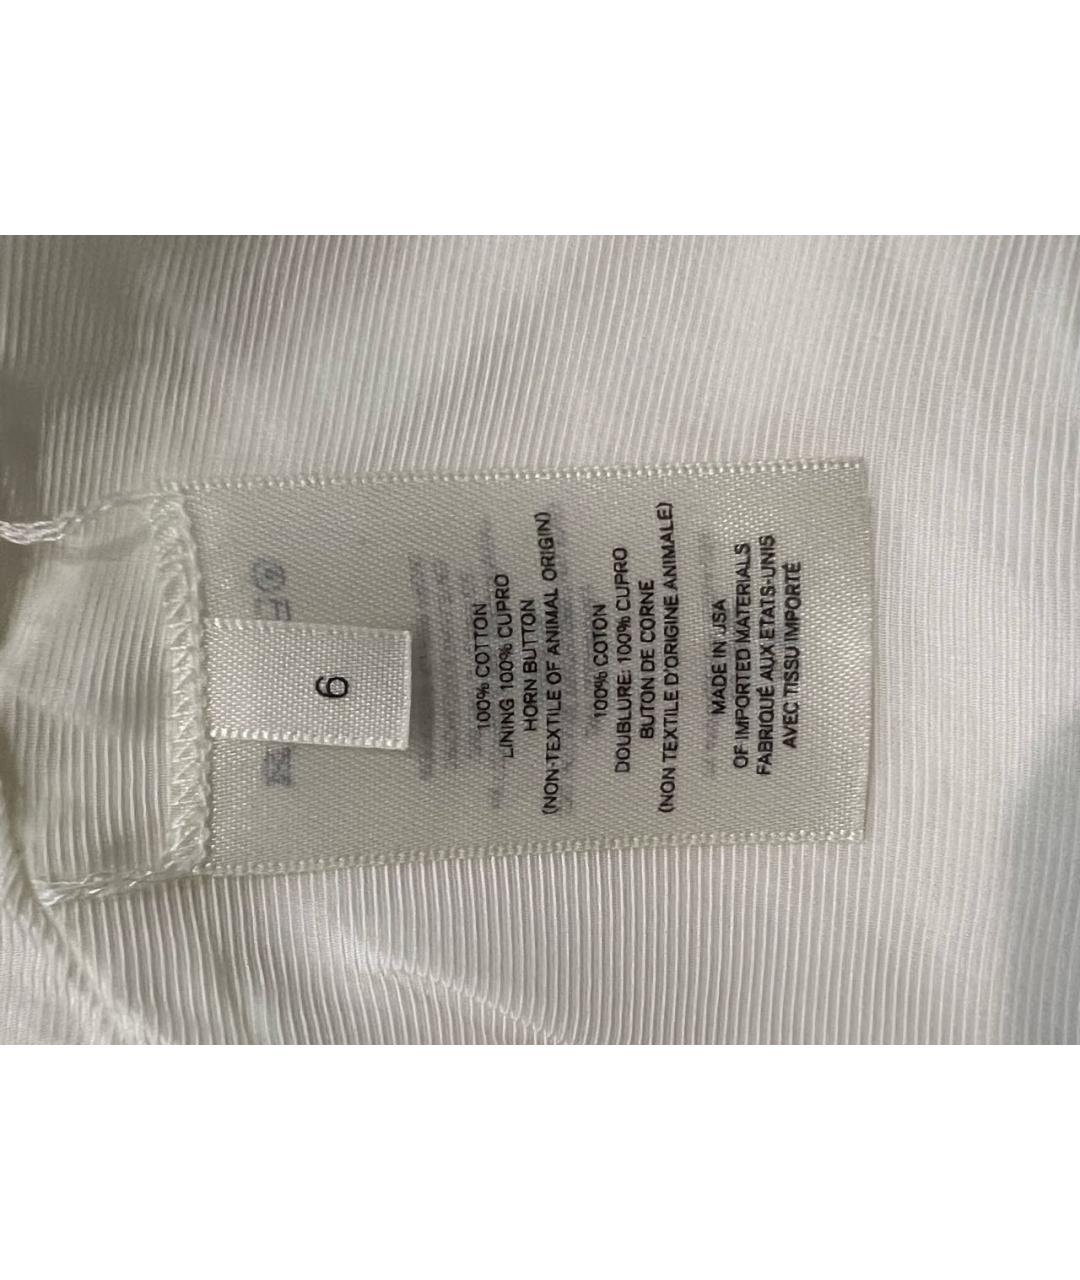 6
100% COTTON
LINING 100% CUPRO
HORN BUTTON
(NON-TEXTILE OF ANIMAL ORIGIN)
100% COTON
DOUBLURE: 100% CUPRO
BUTON DE CORNE
(NON TEXTILE D'ORIGINE ANIMALE)
MADE IN USA
OF IMPORTED MATERIALS
FABRIQUÉ AUX ETATS-UNIS
AVEC TISSU IMPORTÉ